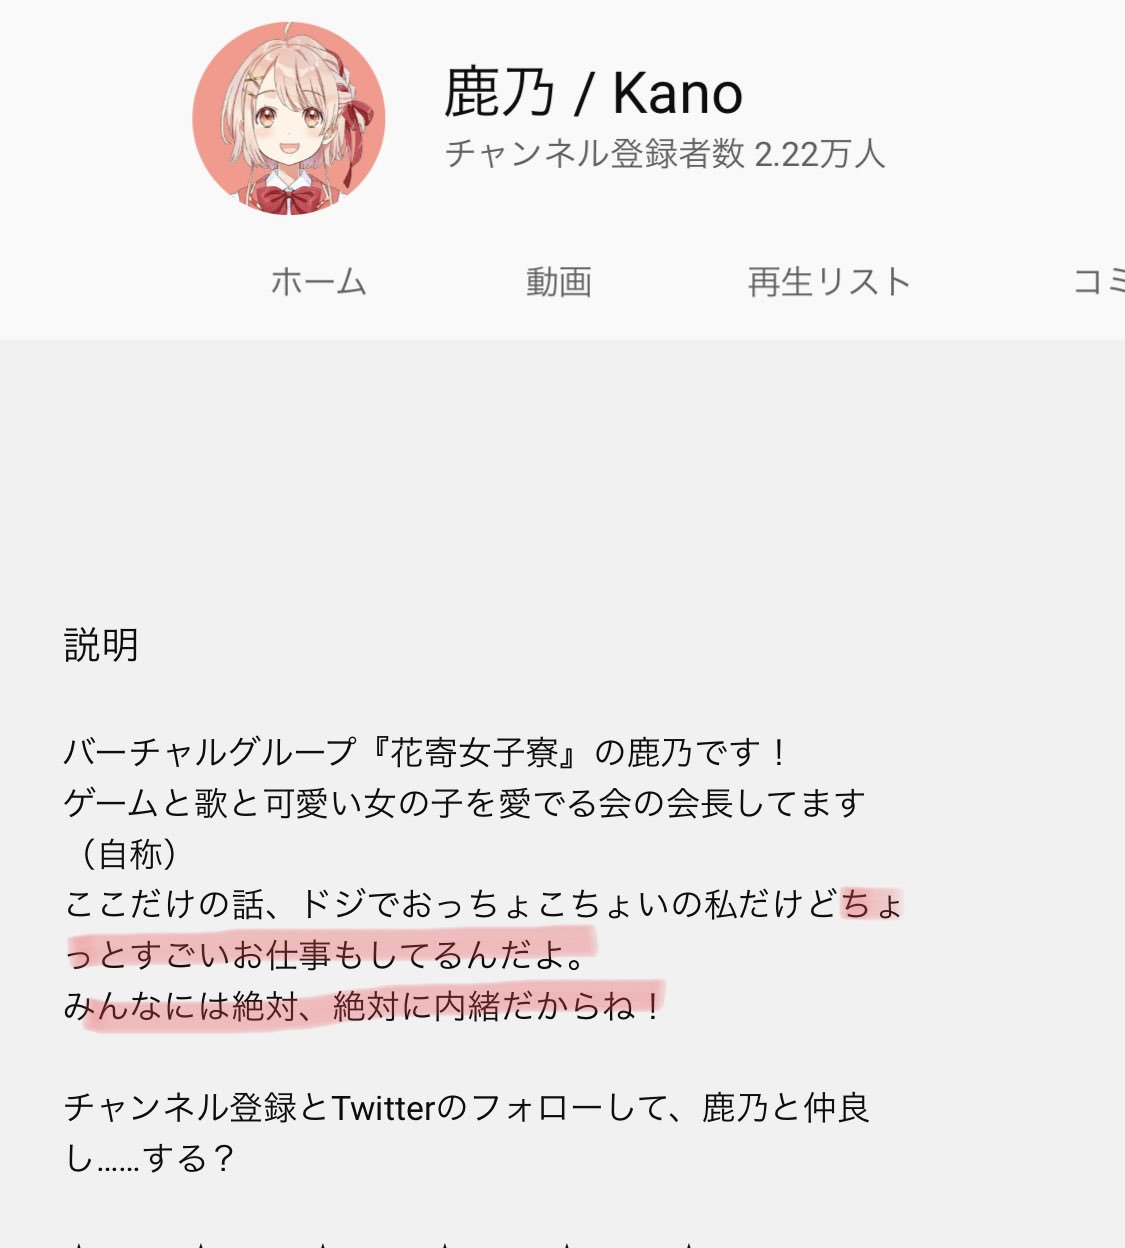 鹿乃 / Kano
チャンネル登録者数 2.22万人
ホーム 動画 再生リスト コミ
説明
バーチャルグループ『花寄女子寮』の鹿乃です！
ゲームと歌と可愛い女の子を愛でる会の会長してます
（自称）
ここだけの話、ドジでおっちょこちょいの私だけどちょ
っとすごいお仕事もしてるんだよ。
みんなには絶対、絶対に内緒だからね！
チャンネル登録とTwitterのフォローして、鹿乃と仲良
し……する？